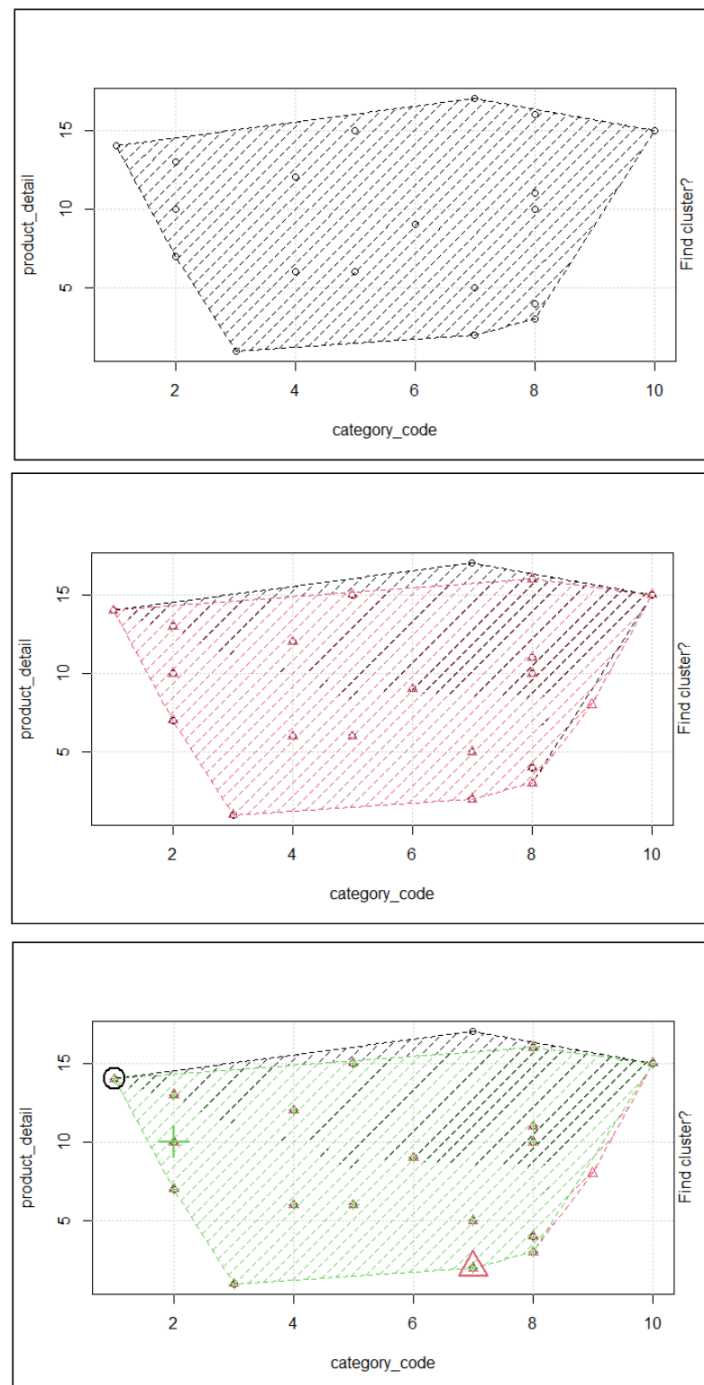 product_detail
15
10
5
Find cluster?
2 4 6 8 10
category_code
product_detail
15
10
5
Find cluster?
2 4 6 8 10
category_code
product_detail
15
10
5
Find cluster?
2 4 6 8 10
category_code